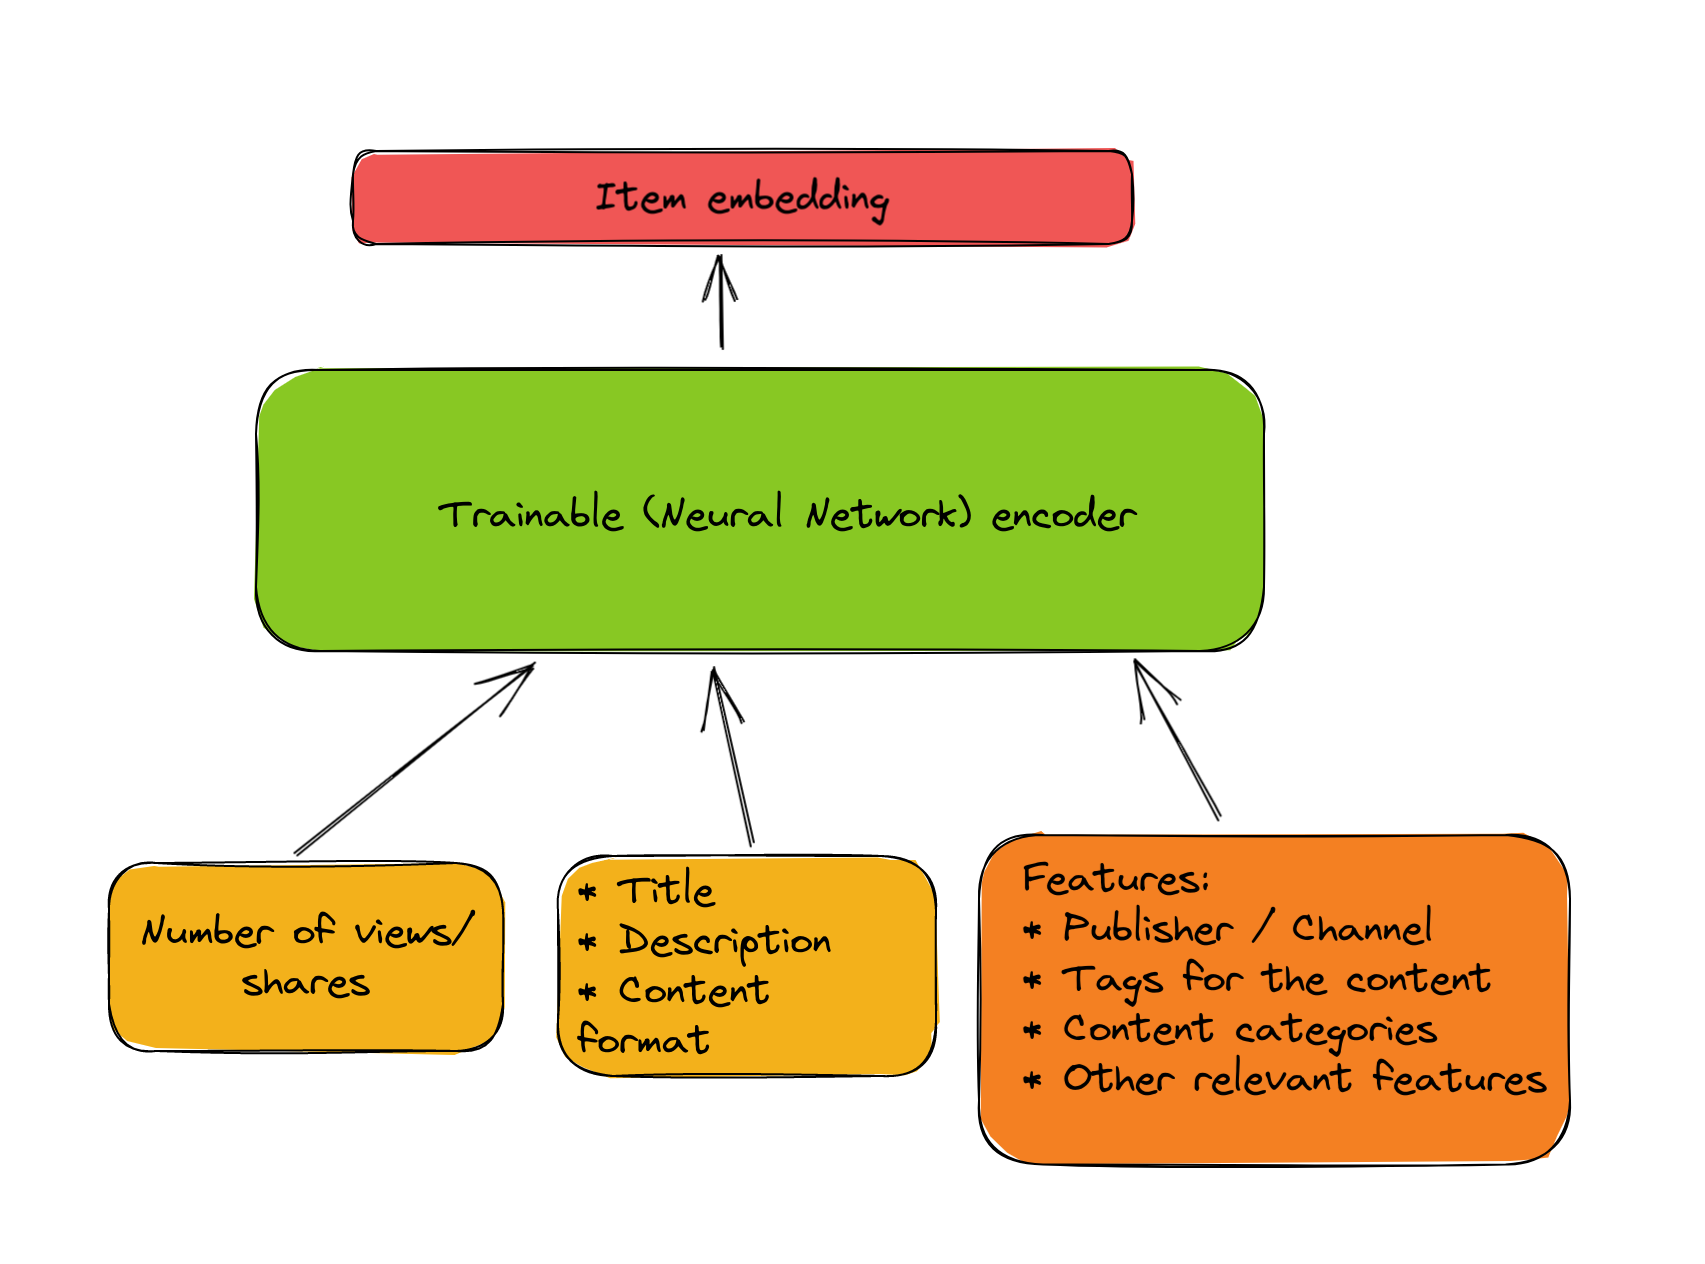 Item embedding
Trainable (Neural Network) encoder
Number of views/
shares
* Title
* Description
* Content
format
Features:
* Publisher / Channel
* Tags for the content
* Content categories
* Other relevant features